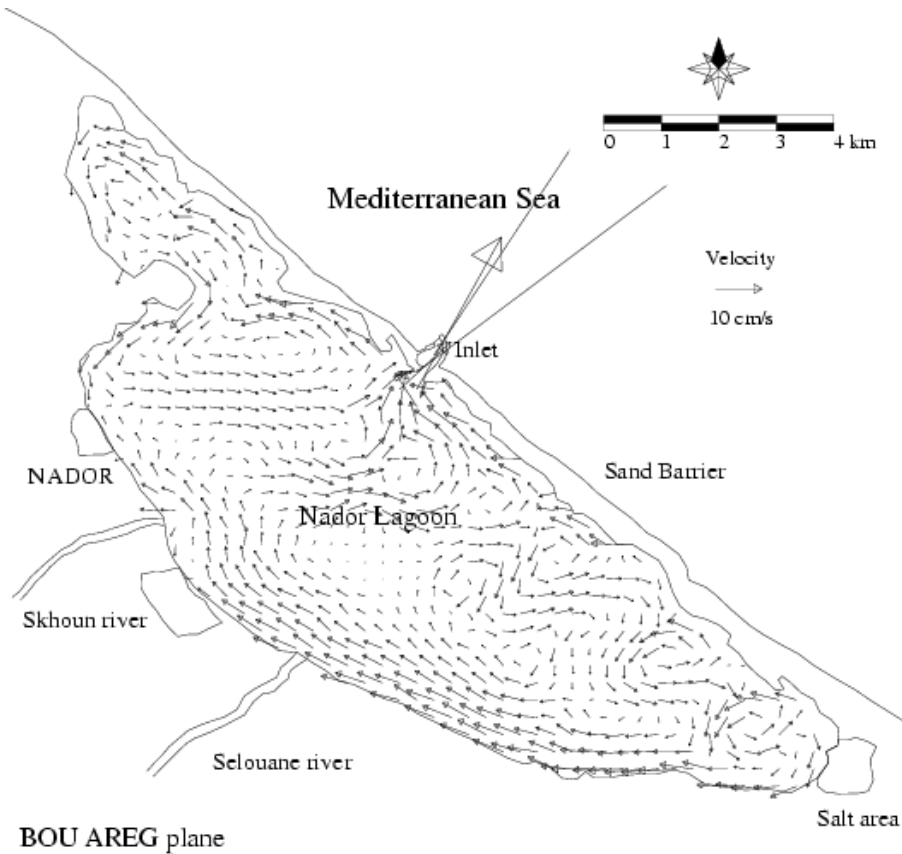 0 1 2 3 4 km
Mediterranean Sea
Velocity
10 cm/s
Inlet
Sand Barrier
NADOR
Nador Lagoon
Skhoun river
Selouane river
Salt area
BOU AREG plane